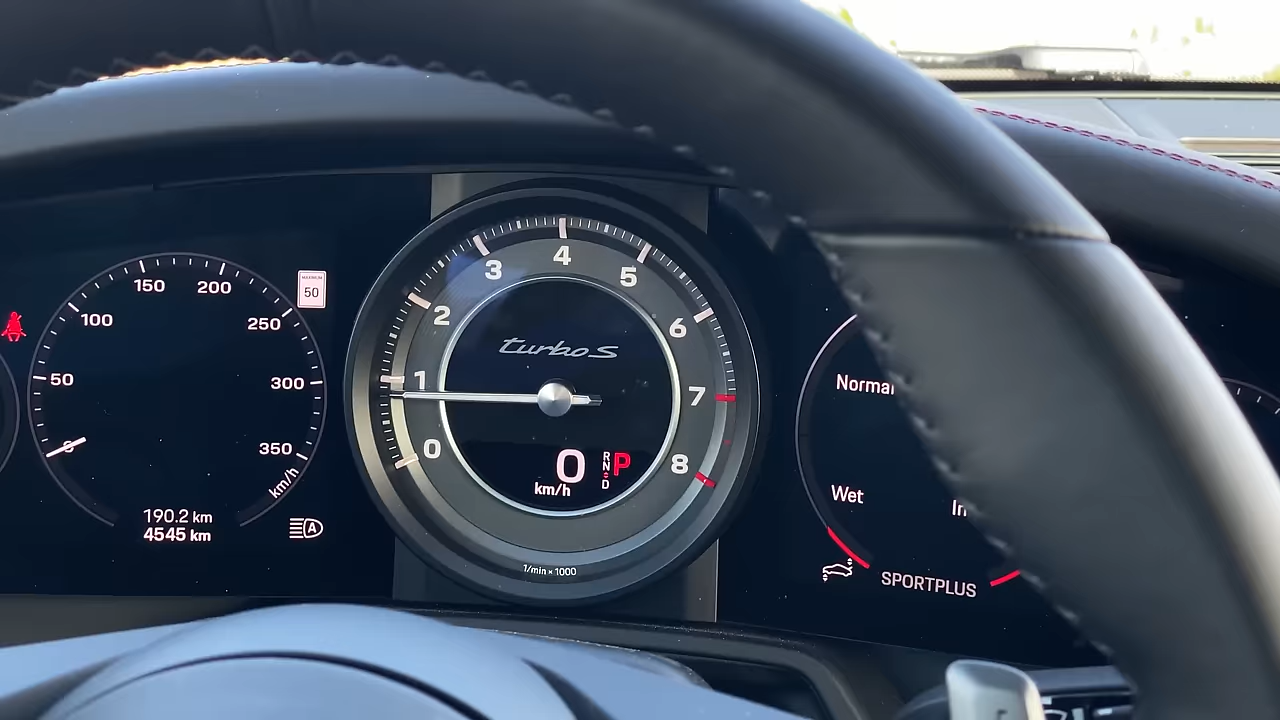 50
100
150
200
250
300
350
km/h
MAXIMUM
50
190.2 km
4545 km
A
0
1
2
3
4
5
6
7
8
turbo S
0
km/h
R
N
D
P
1/min × 1000
Normal
Wet
SPORTPLUS